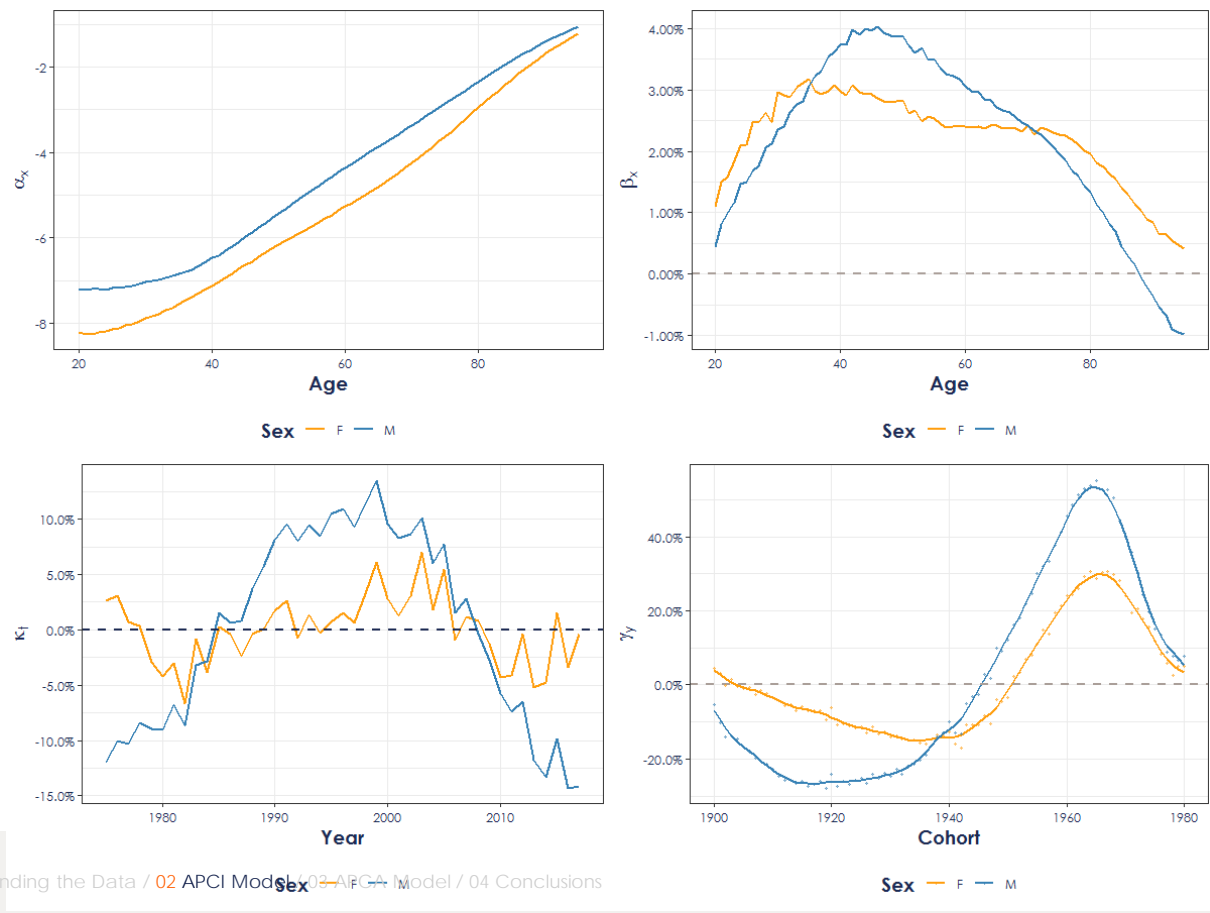 αx
-2
-4
-6
-8
20 40 60 80
Age
Sex F M
βx
4.00%
3.00%
2.00%
1.00%
0.00%
-1.00%
20 40 60 80
Age
Sex F M
κt
10.0%
5.0%
0.0%
-5.0%
-10.0%
-15.0%
1980 1990 2000 2010
Year
Sex F M
γy
40.0%
20.0%
0.0%
-20.0%
1900 1920 1940 1960 1980
Cohort
Sex F M
nding the Data / 02 APCI Model / 03 APCA Model / 04 Conclusions